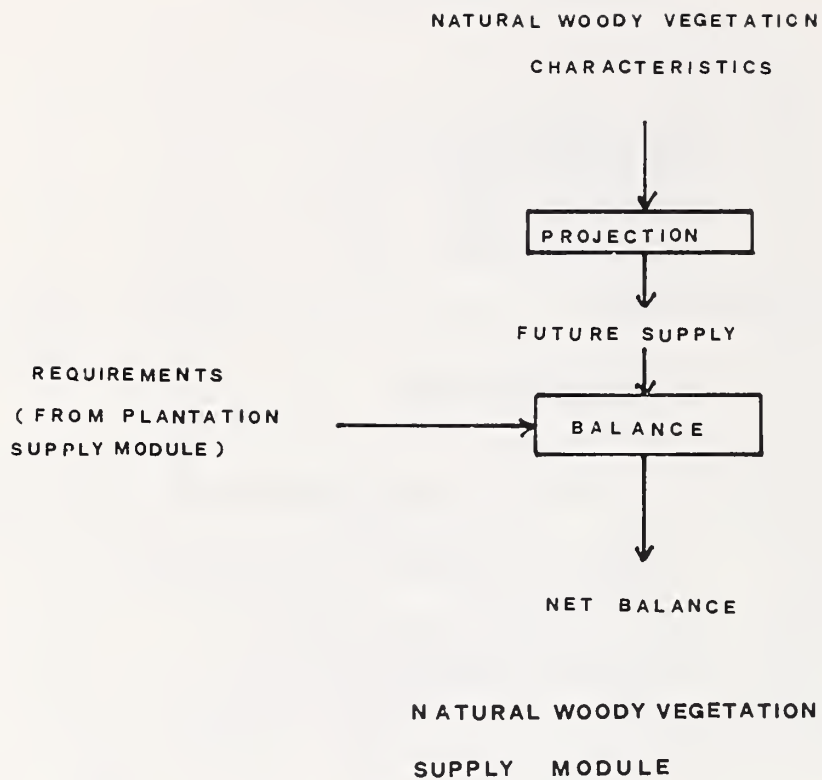 NATURAL WOODY VEGETATION
CHARACTERISTICS
PROJECTION
FUTURE SUPPLY
REQUIREMENTS
(FROM PLANTATION
SUPPLY MODULE)
BALANCE
NET BALANCE
NATURAL WOODY VEGETATION
SUPPLY MODULE